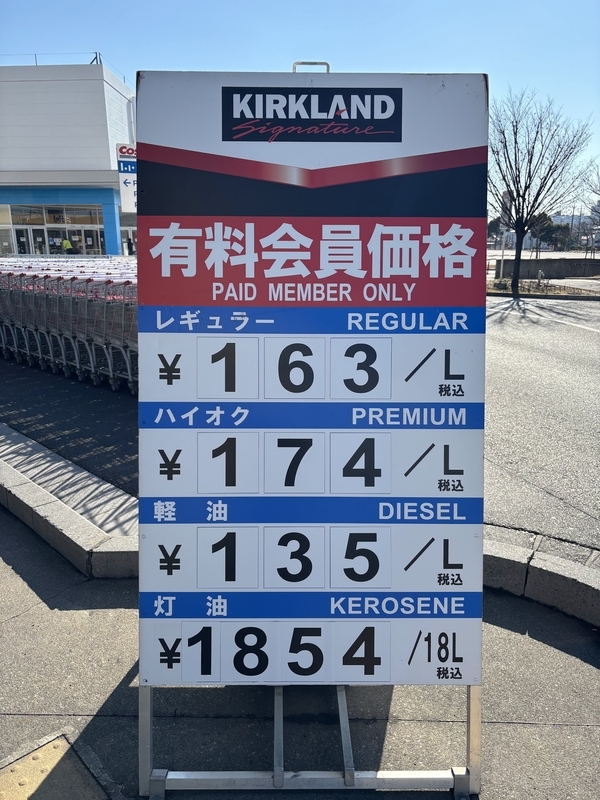 KIRKLAND
Signature
有料会員価格
PAID MEMBER ONLY
レギュラー REGULAR
¥ 163 /L
税込
ハイオク PREMIUM
¥ 174 /L
税込
軽 油 DIESEL
¥ 135 /L
税込
灯 油 KEROSENE
¥1854 /18L
税込